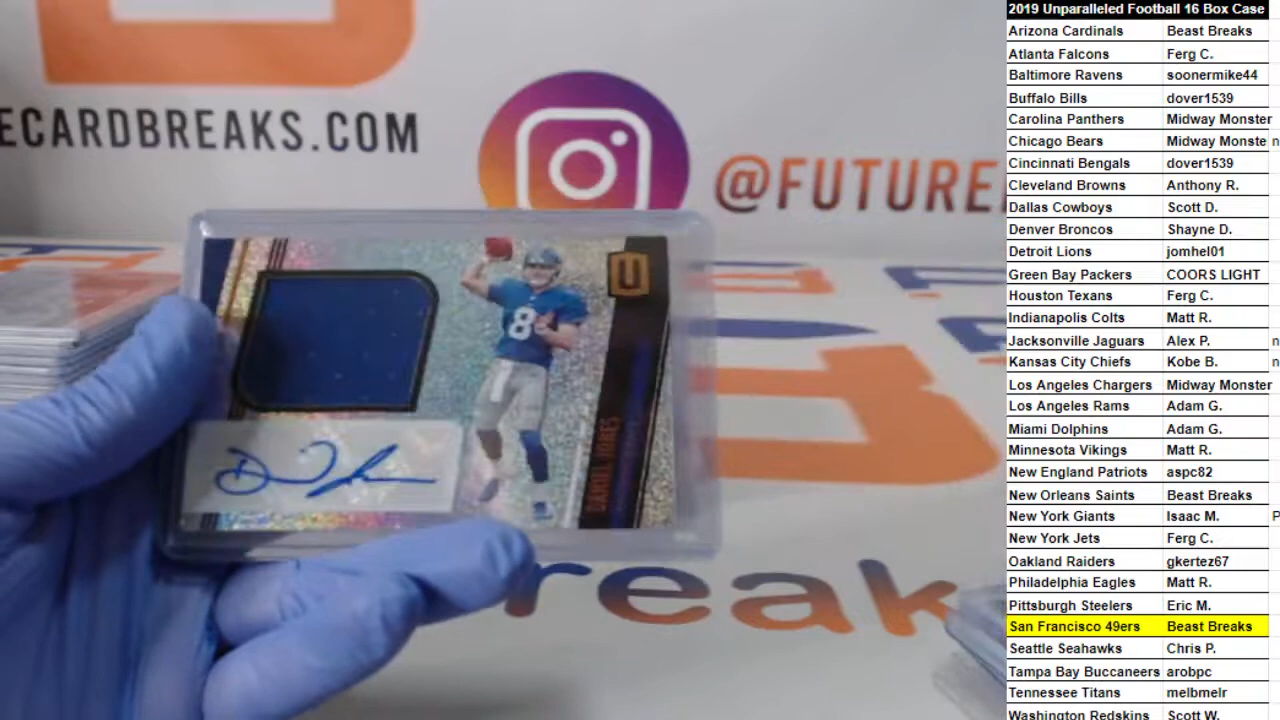 ECARDBREAKS.COM
@FUTURE
U
8
DANIEL JONES
reak
2019 Unparalleled Football 16 Box Case
Arizona Cardinals Beast Breaks
Atlanta Falcons Ferg C.
Baltimore Ravens soonermike44
Buffalo Bills dover1539
Carolina Panthers Midway Monster
Chicago Bears Midway Monste n
Cincinnati Bengals dover1539
Cleveland Browns Anthony R.
Dallas Cowboys Scott D.
Denver Broncos Shayne D.
Detroit Lions jomhel01
Green Bay Packers COORS LIGHT
Houston Texans Ferg C.
Indianapolis Colts Matt R.
Jacksonville Jaguars Alex P. n
Kansas City Chiefs Kobe B. n
Los Angeles Chargers Midway Monster
Los Angeles Rams Adam G.
Miami Dolphins Adam G.
Minnesota Vikings Matt R.
New England Patriots aspc82
New Orleans Saints Beast Breaks
New York Giants Isaac M. P
New York Jets Ferg C.
Oakland Raiders gkertez67
Philadelphia Eagles Matt R.
Pittsburgh Steelers Eric M.
San Francisco 49ers Beast Breaks
Seattle Seahawks Chris P.
Tampa Bay Buccaneers arobpc
Tennessee Titans melbmelr
Washington Redskins Scott W.